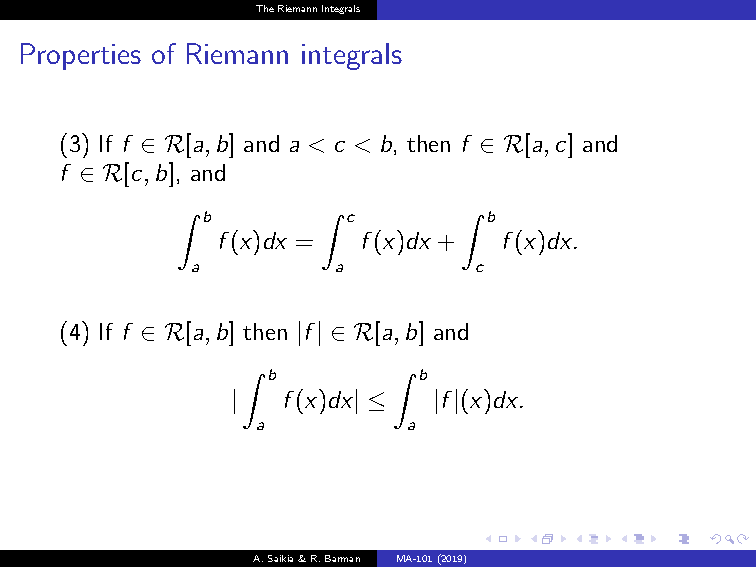 The Riemann Integrals
Properties of Riemann integrals
(3) If f ∈ R[a, b] and a < c < b, then f ∈ R[a, c] and
f ∈ R[c, b], and
∫_a^b f(x)dx = ∫_a^c f(x)dx + ∫_c^b f(x)dx.
(4) If f ∈ R[a, b] then |f| ∈ R[a, b] and
|∫_a^b f(x)dx| ≤ ∫_a^b |f|(x)dx.
A. Saikia & R. Barman MA-101 (2019)